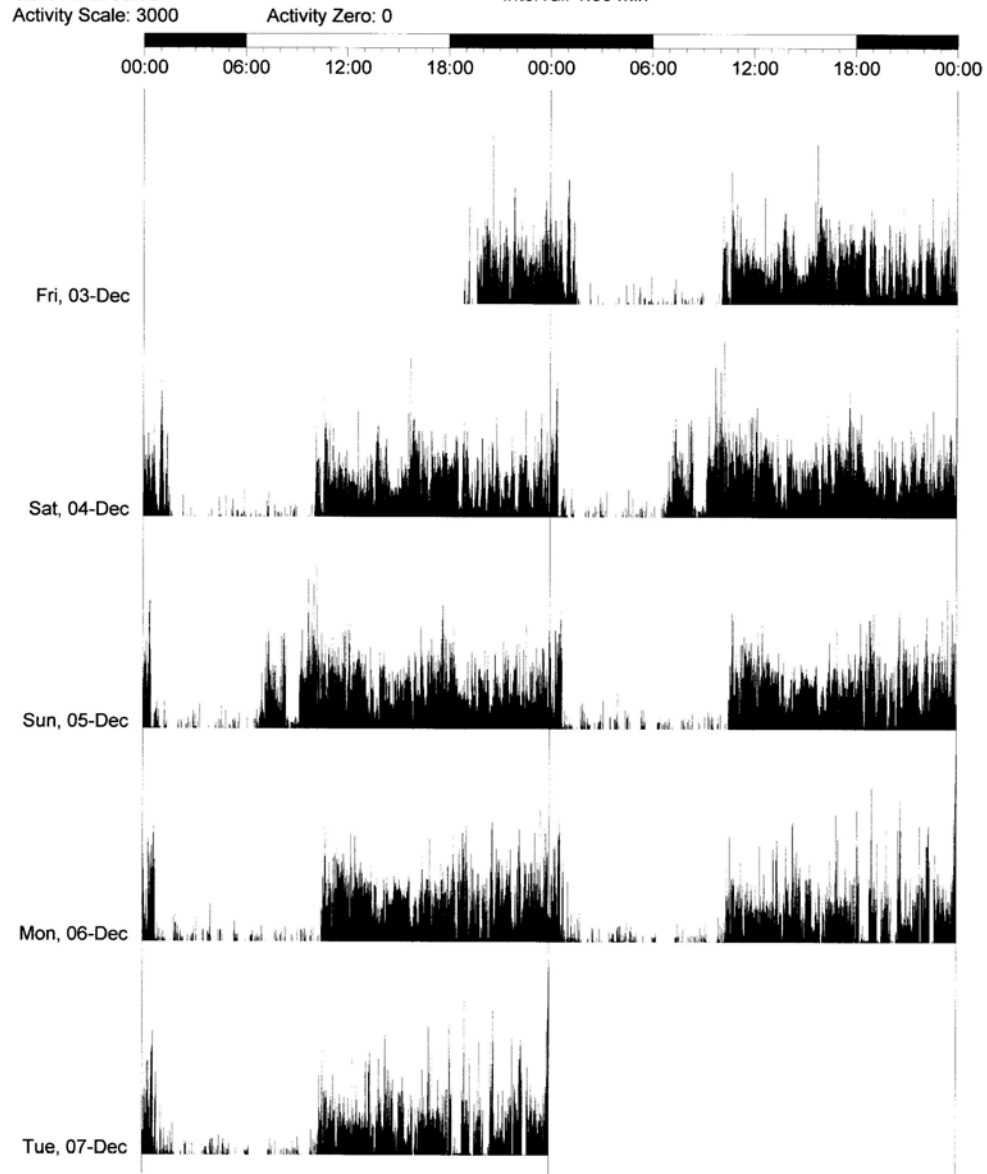 Activity Scale: 3000 Activity Zero: 0
00:00 06:00 12:00 18:00 00:00 06:00 12:00 18:00 00:00
Fri, 03-Dec
Sat, 04-Dec
Sun, 05-Dec
Mon, 06-Dec
Tue, 07-Dec